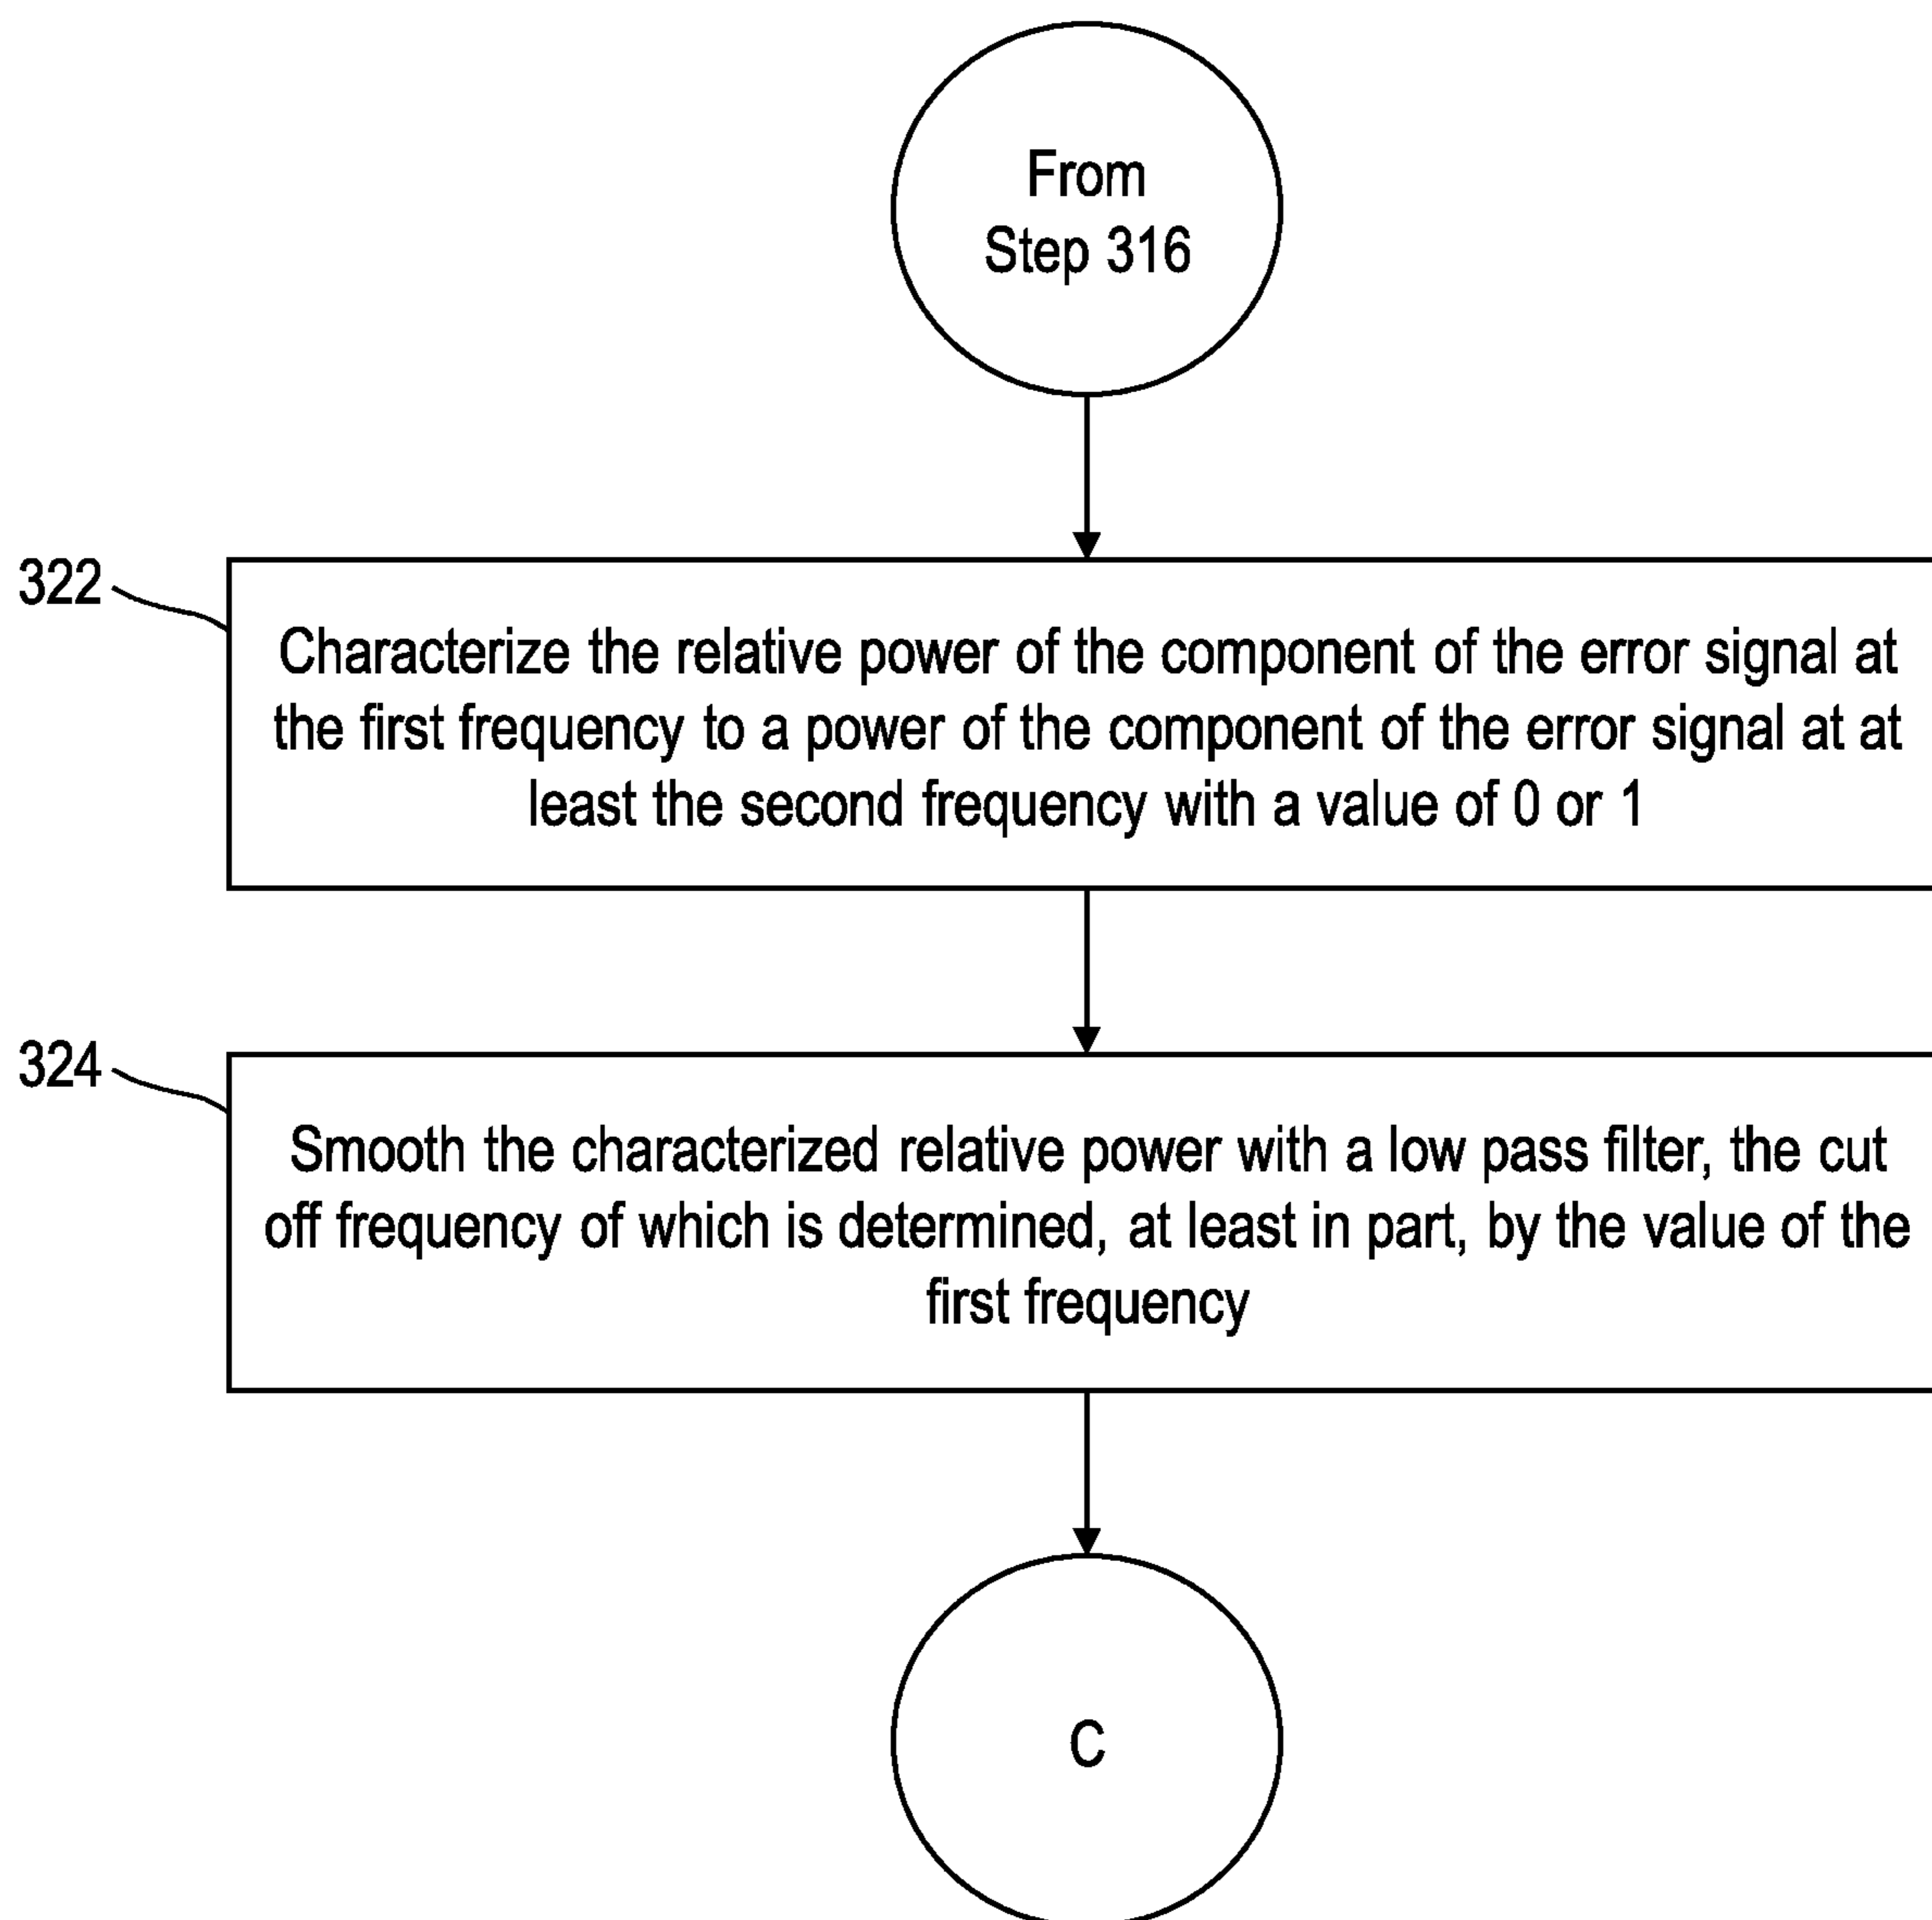 From
Step 316
322
Characterize the relative power of the component of the error signal at
the first frequency to a power of the component of the error signal at at
least the second frequency with a value of 0 or 1
324
Smooth the characterized relative power with a low pass filter, the cut
off frequency of which is determined, at least in part, by the value of the
first frequency
C